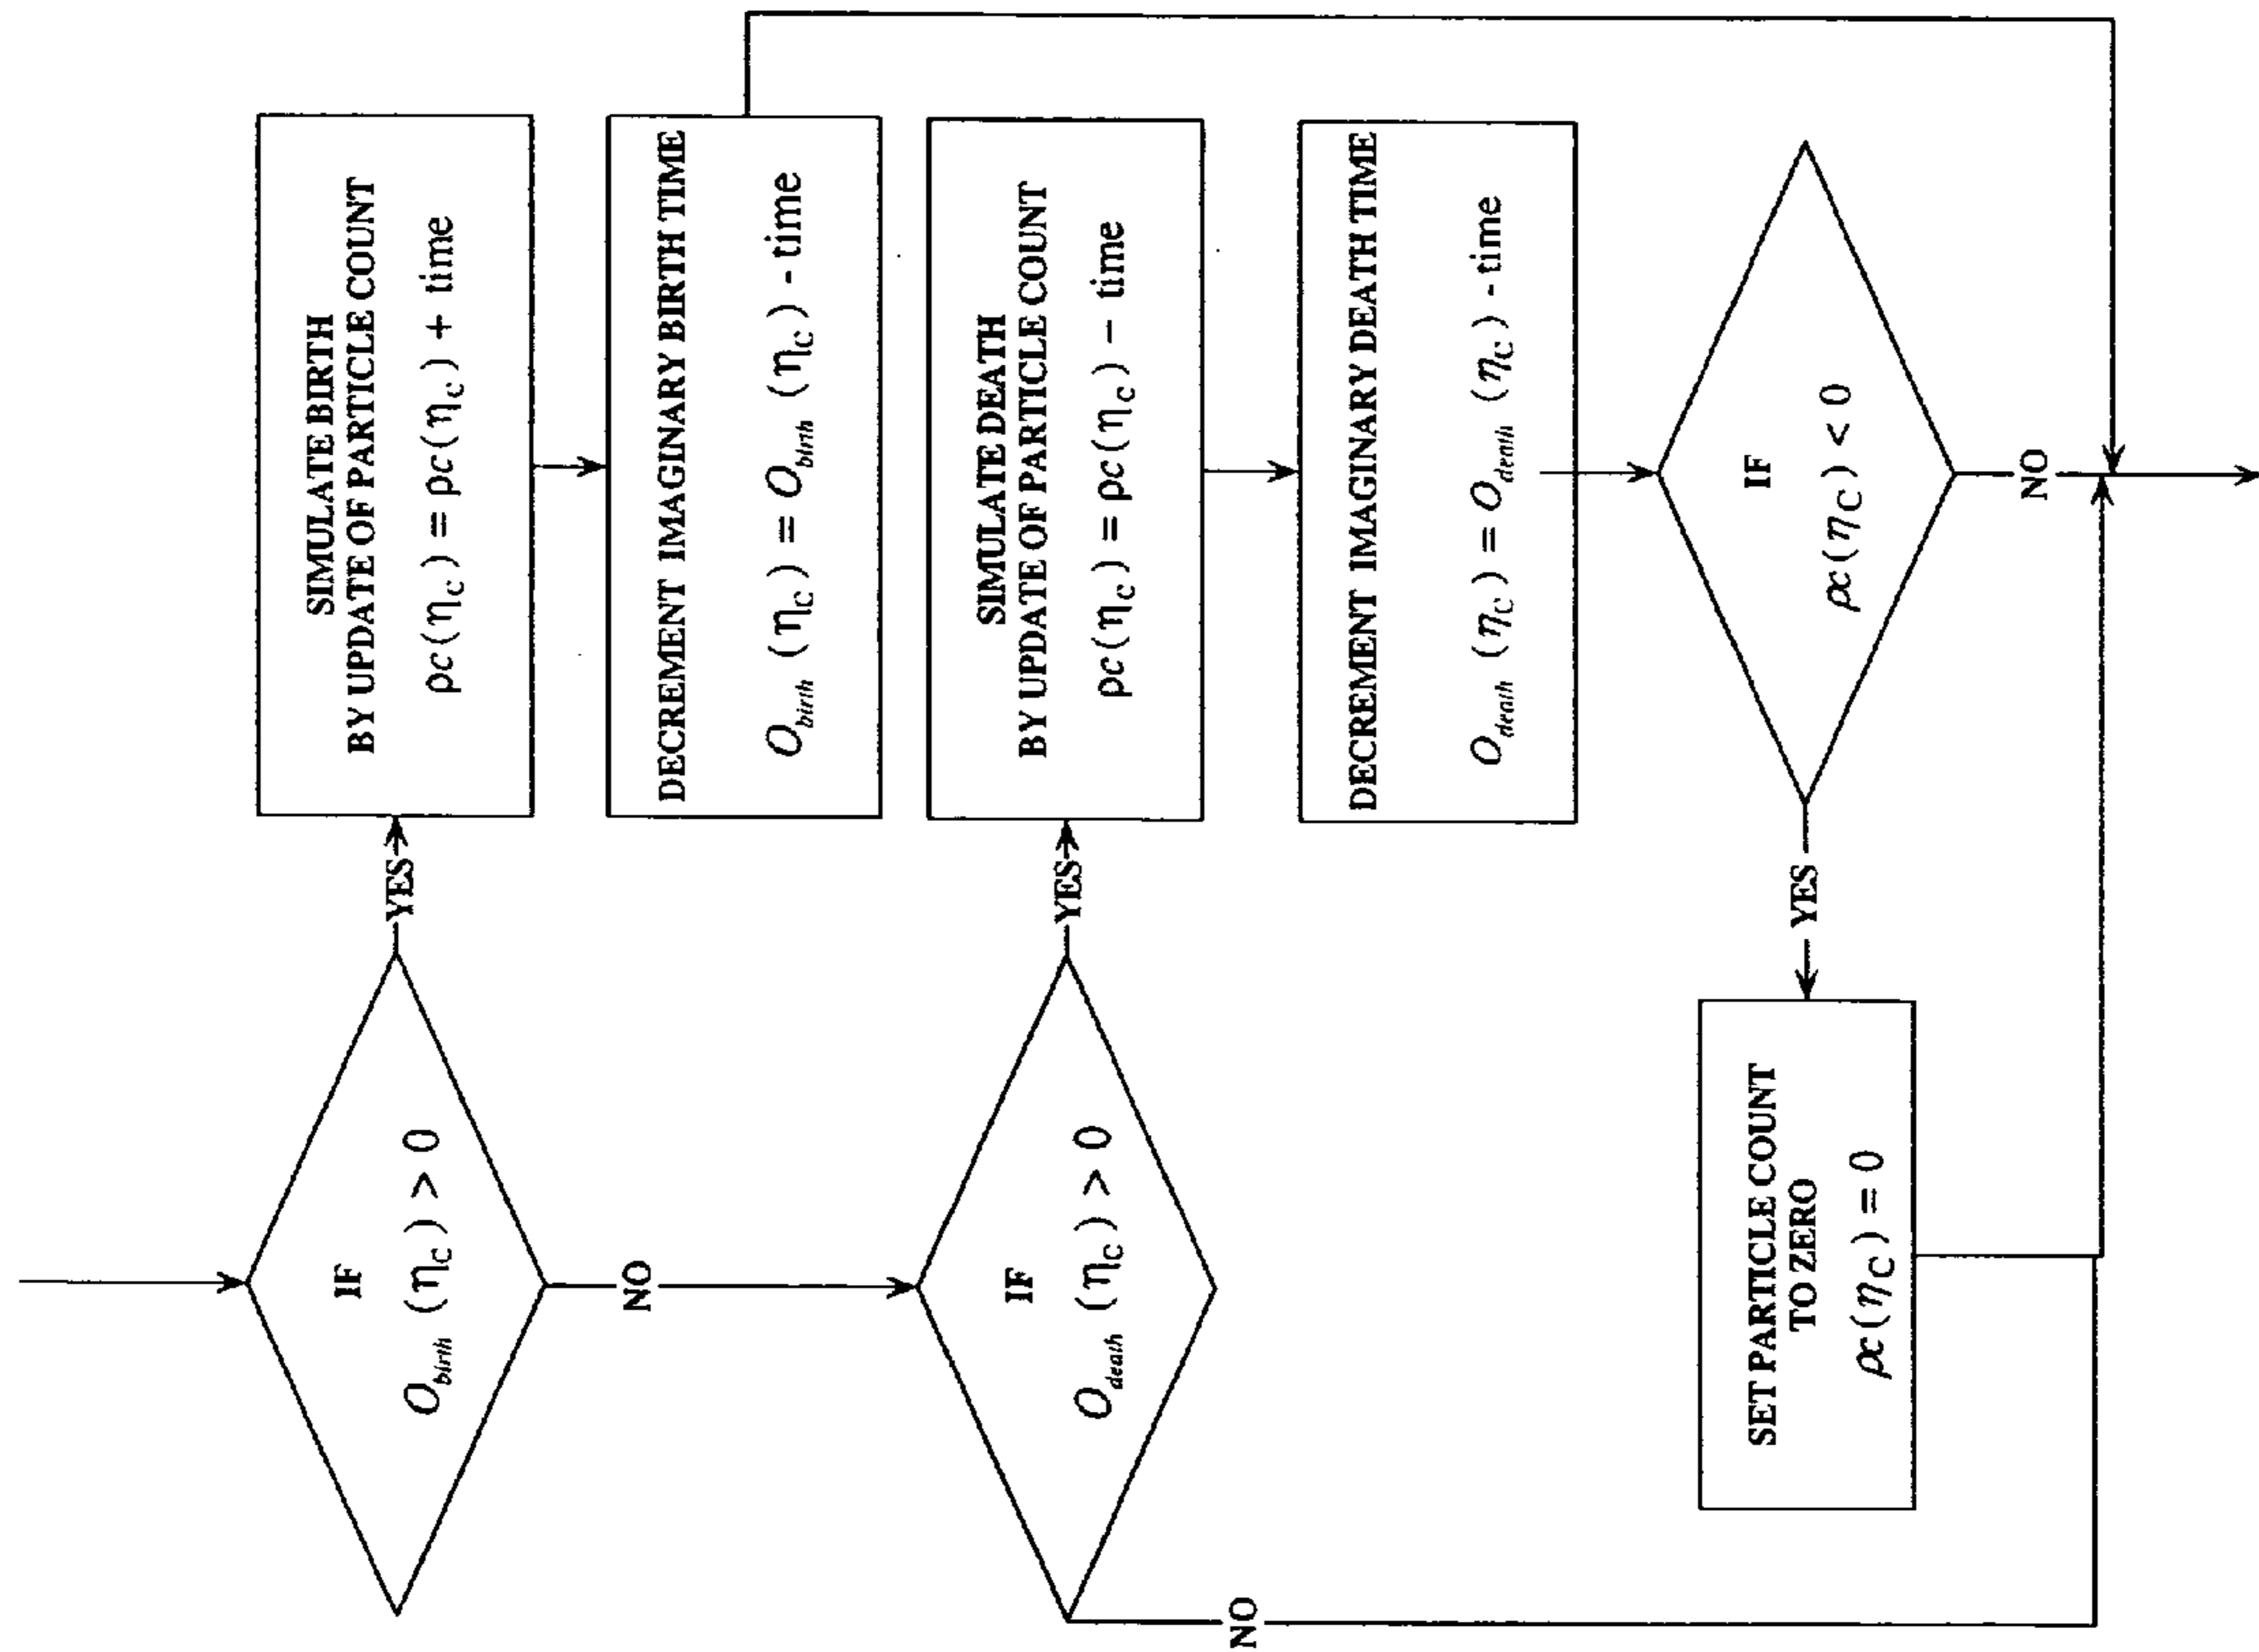 IF
O_birth (η_C) > 0
YES
SIMULATE BIRTH
BY UPDATE OF PARTICLE COUNT
ρc(η_C) = ρc(η_C) + time
DECREMENT IMAGINARY BIRTH TIME
O_birth (η_C) = O_birth (η_C) - time
NO
IF
O_death (η_C) > 0
YES
SIMULATE DEATH
BY UPDATE OF PARTICLE COUNT
ρc(η_C) = ρc(η_C) − time
DECREMENT IMAGINARY DEATH TIME
O_death (η_C) = O_death (η_C) - time
IF
ρc(η_C) < 0
YES
SET PARTICLE COUNT
TO ZERO
ρc(η_C) = 0
NO
NO